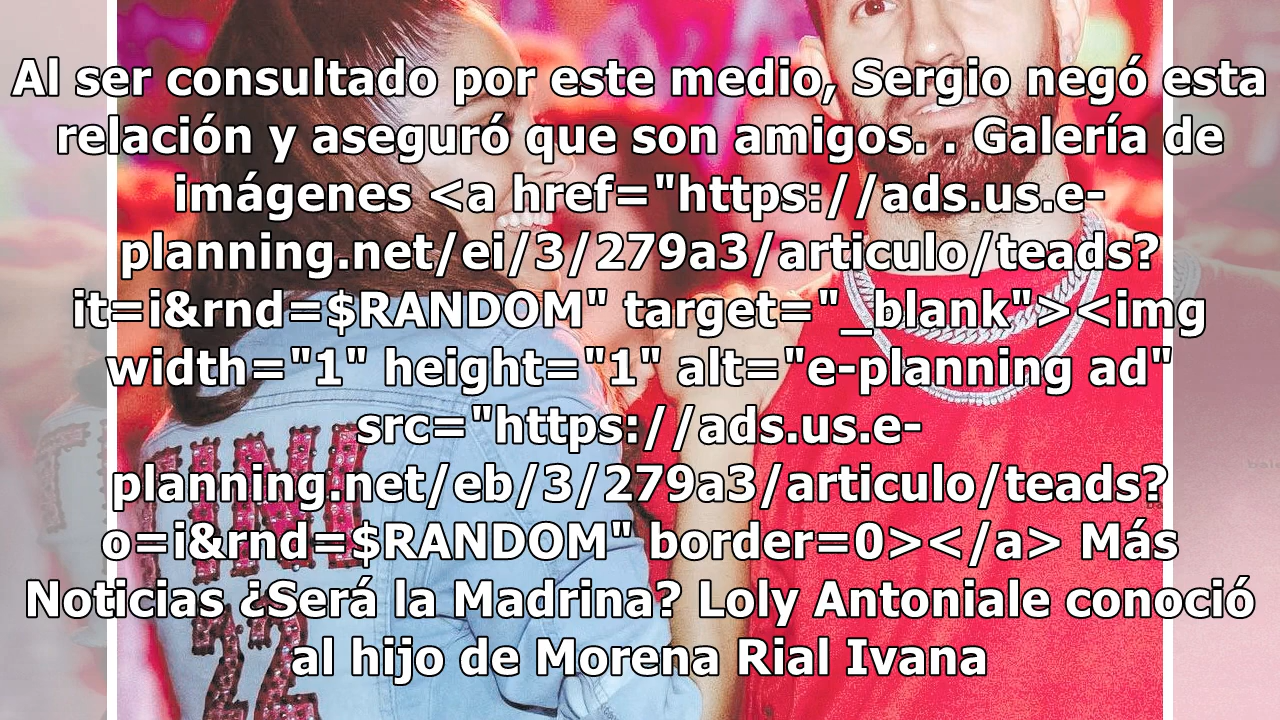 Al ser consultado por este medio, Sergio negó esta
relación y aseguró que son amigos. . Galería de
imágenes <a href="https://ads.us.e-
planning.net/ei/3/279a3/articulo/teads?
it=i&rnd=$RANDOM" target="_blank"><img
width="1" height="1" alt="e-planning ad"
src="https://ads.us.e-
planning.net/eb/3/279a3/articulo/teads?
o=i&rnd=$RANDOM" border=0></a> Más
Noticias ¿Será la Madrina? Loly Antoniale conoció
al hijo de Morena Rial Ivana
TINI
22